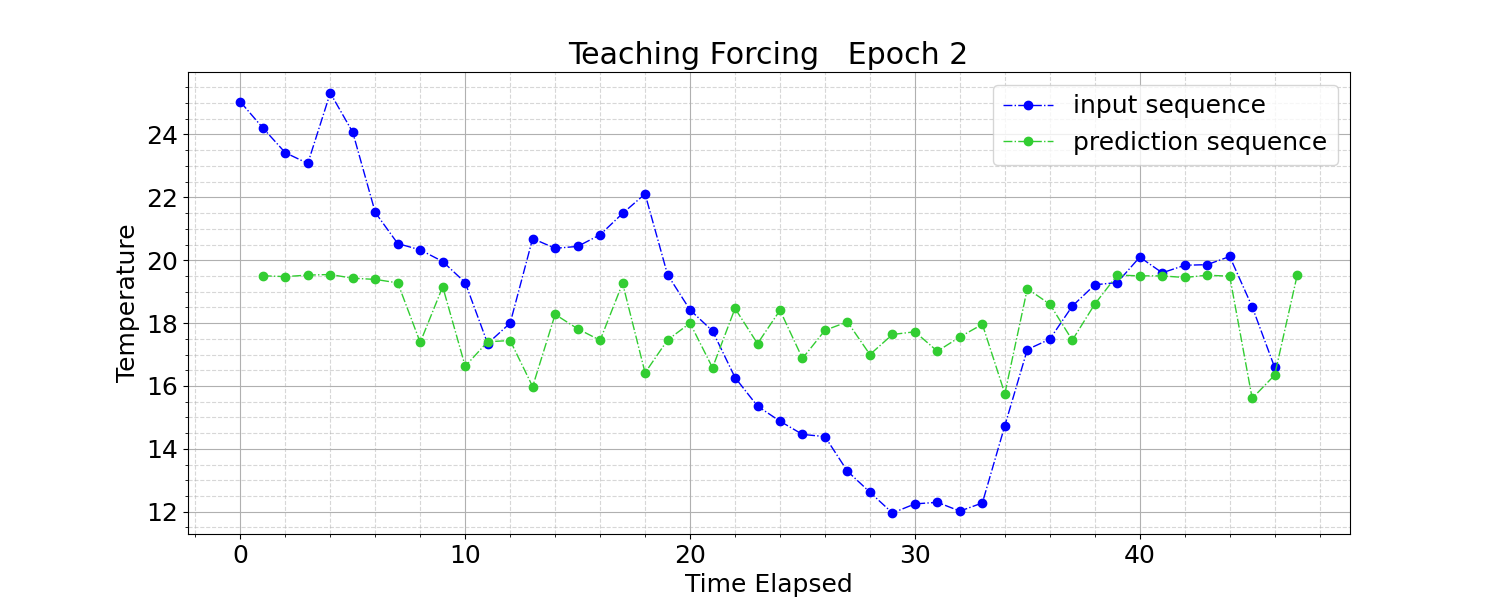 Teaching Forcing   Epoch 2
input sequence
prediction sequence
Temperature
24
22
20
18
16
14
12
0 10 20 30 40
Time Elapsed